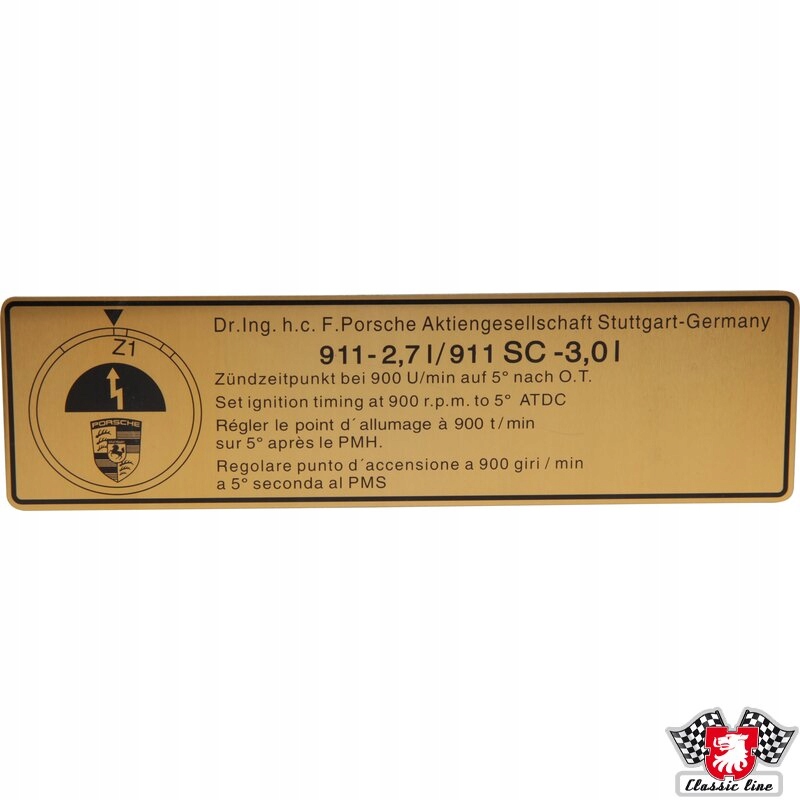 Dr.Ing. h.c. F.Porsche Aktiengesellschaft Stuttgart-Germany
911-2,7 l/911 SC -3,0 l
Zündzeitpunkt bei 900 U/min auf 5° nach O.T.
Set ignition timing at 900 r.p.m. to 5° ATDC
Régler le point d´allumage à 900 t/min
sur 5° après le PMH.
Regolare punto d´accensione a 900 giri / min
a 5° seconda al PMS
Z1
PORSCHE
Classic line